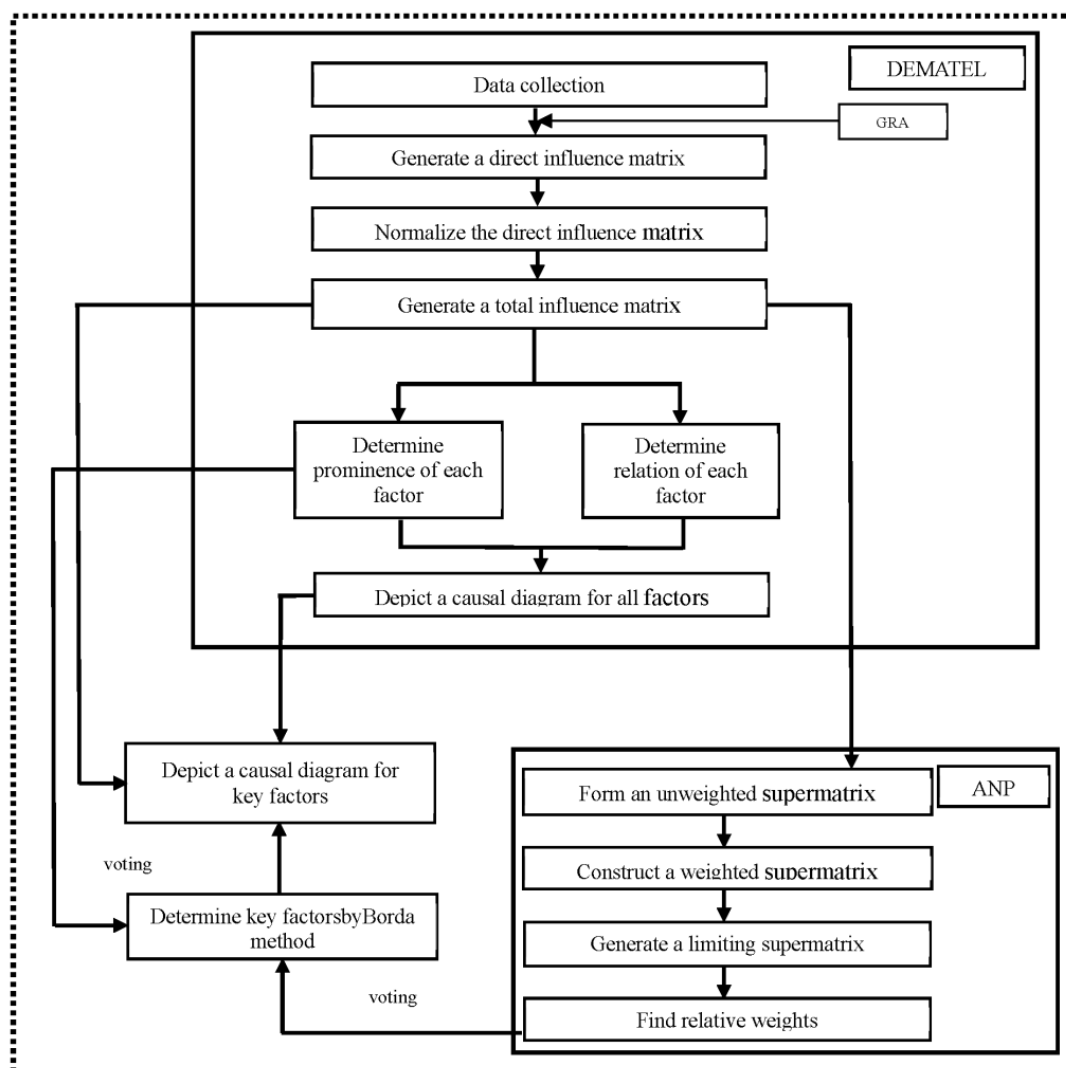 DEMATEL
Data collection
GRA
Generate a direct influence matrix
Normalize the direct influence matrix
Generate a total influence matrix
Determine
prominence of each
factor
Determine
relation of each
factor
Depict a causal diagram for all factors
Depict a causal diagram for
key factors
ANP
Form an unweighted supermatrix
voting
Construct a weighted supermatrix
Determine key factorsbyBorda
method
Generate a limiting supermatrix
voting
Find relative weights